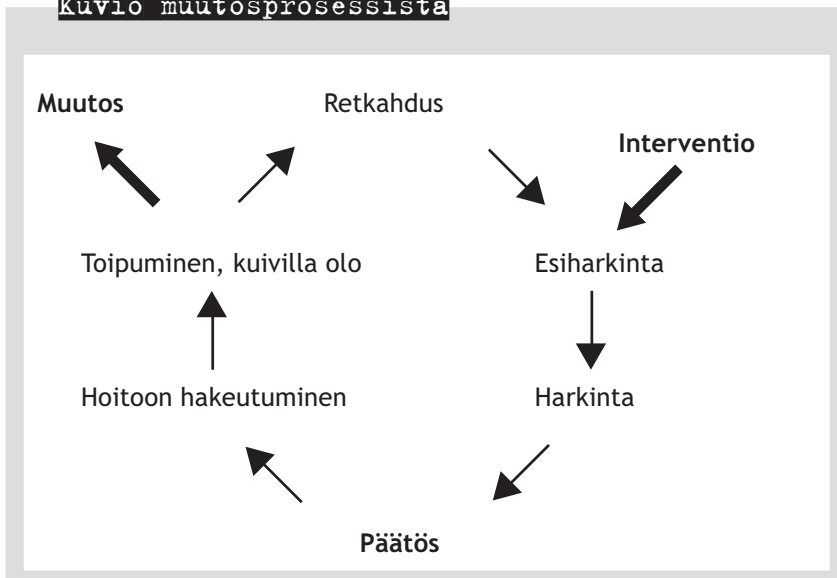 Kuvio muutosprosessista
Muutos
Retkahdus
Interventio
Toipuminen, kuivilla olo
Esiharkinta
Hoitoon hakeutuminen
Harkinta
Päätös